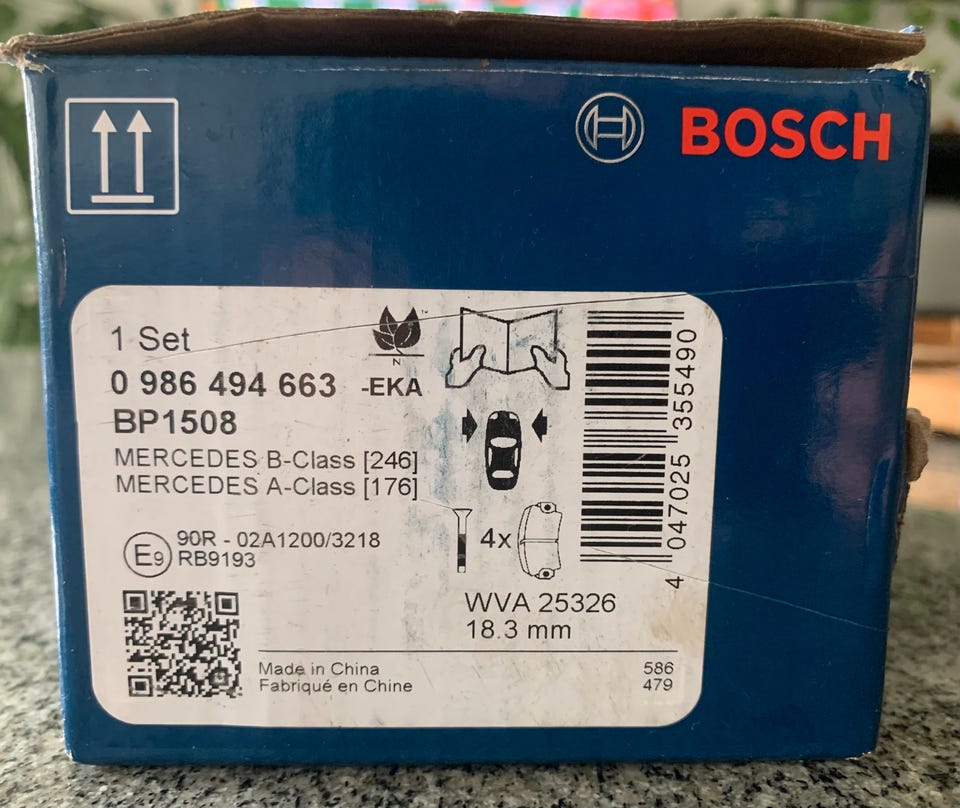 BOSCH
1 Set
0 986 494 663 -EKA
BP1508
MERCEDES B-Class [246]
MERCEDES A-Class [176]
E9
90R - 02A1200/3218
RB9193
N
™
4x
WVA 25326
18.3 mm
4 047025 355490
Made in China
Fabriqué en Chine
586
479